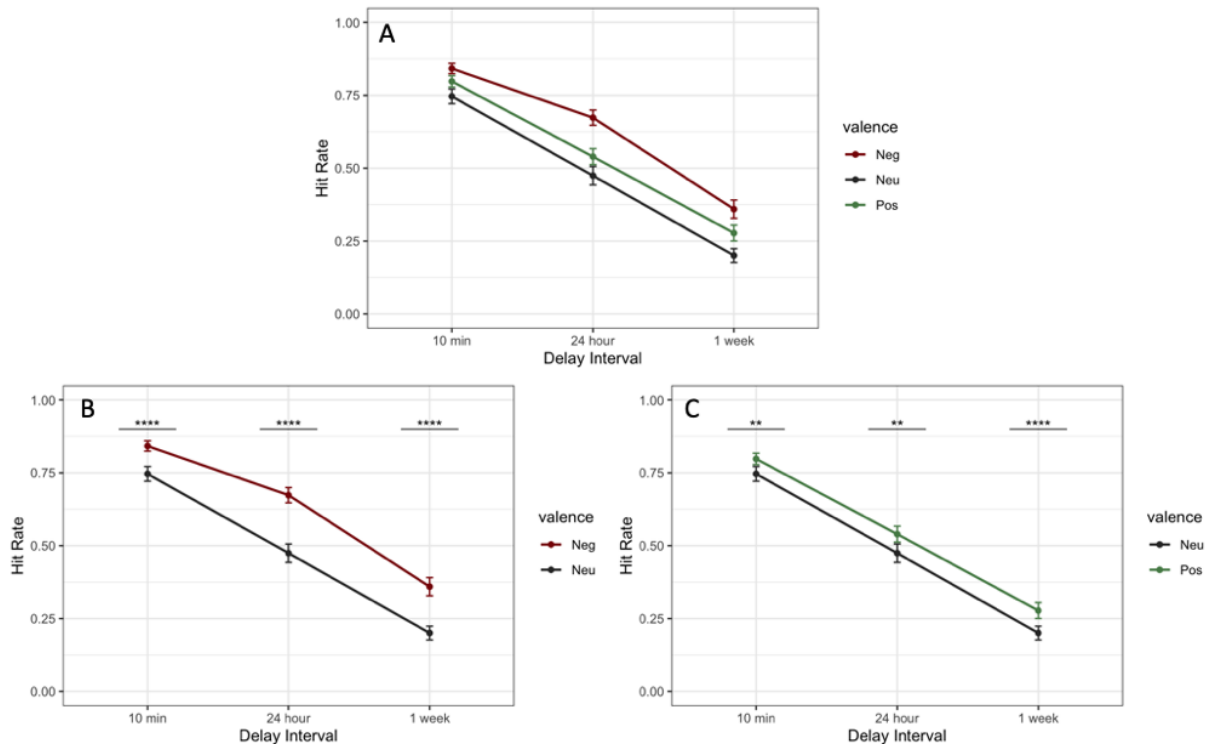 A
1.00
0.75
0.50
0.25
0.00
Hit Rate
10 min
24 hour
1 week
Delay Interval
valence
Neg
Neu
Pos
B
1.00
0.75
0.50
0.25
0.00
Hit Rate
**** **** ****
10 min
24 hour
1 week
Delay Interval
valence
Neg
Neu
C
1.00
0.75
0.50
0.25
0.00
Hit Rate
** ** ****
10 min
24 hour
1 week
Delay Interval
valence
Neu
Pos